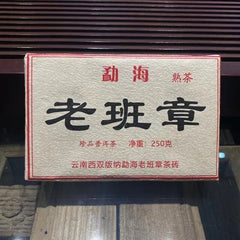 勐海 熟茶
老班章
珍品普洱茶 净重：250克
云南西双版纳勐海老班章茶砖